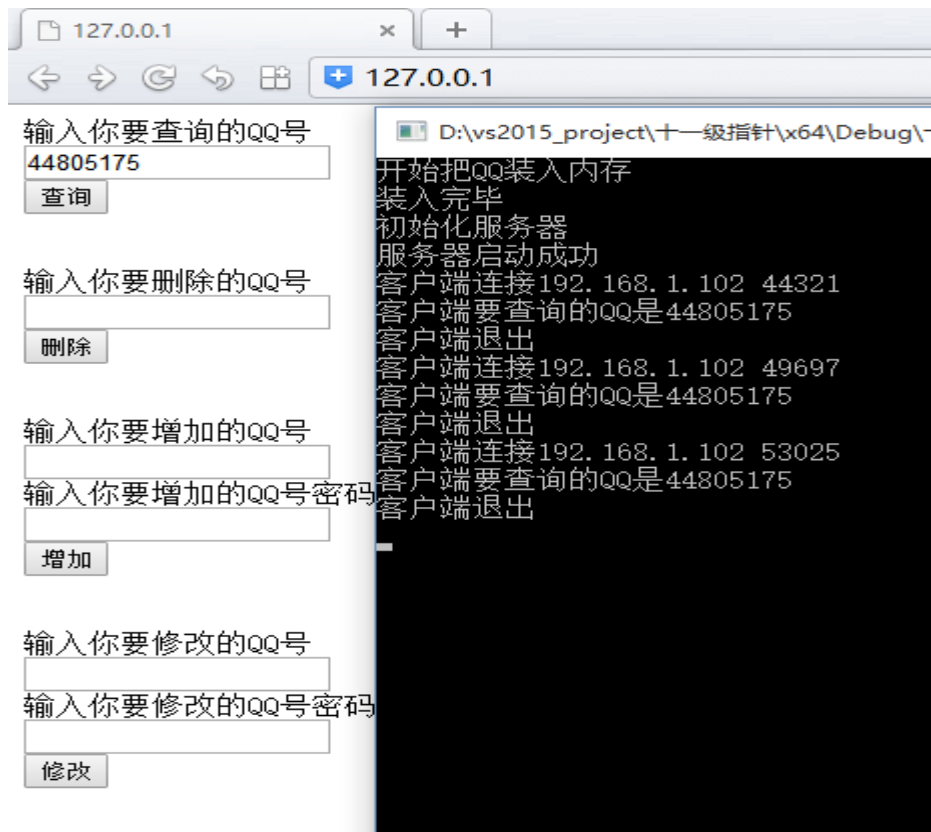 127.0.0.1
127.0.0.1
输入你要查询的QQ号
44805175
查询
输入你要删除的QQ号
删除
输入你要增加的QQ号
输入你要增加的QQ号密码
增加
输入你要修改的QQ号
输入你要修改的QQ号密码
修改
D:\vs2015_project\十一级指针\x64\Debug\
开始把QQ装入内存
装入完毕
初始化服务器
服务器启动成功
客户端连接192.168.1.102 44321
客户端要查询的QQ是44805175
客户端退出
客户端连接192.168.1.102 49697
客户端要查询的QQ是44805175
客户端退出
客户端连接192.168.1.102 53025
客户端要查询的QQ是44805175
客户端退出